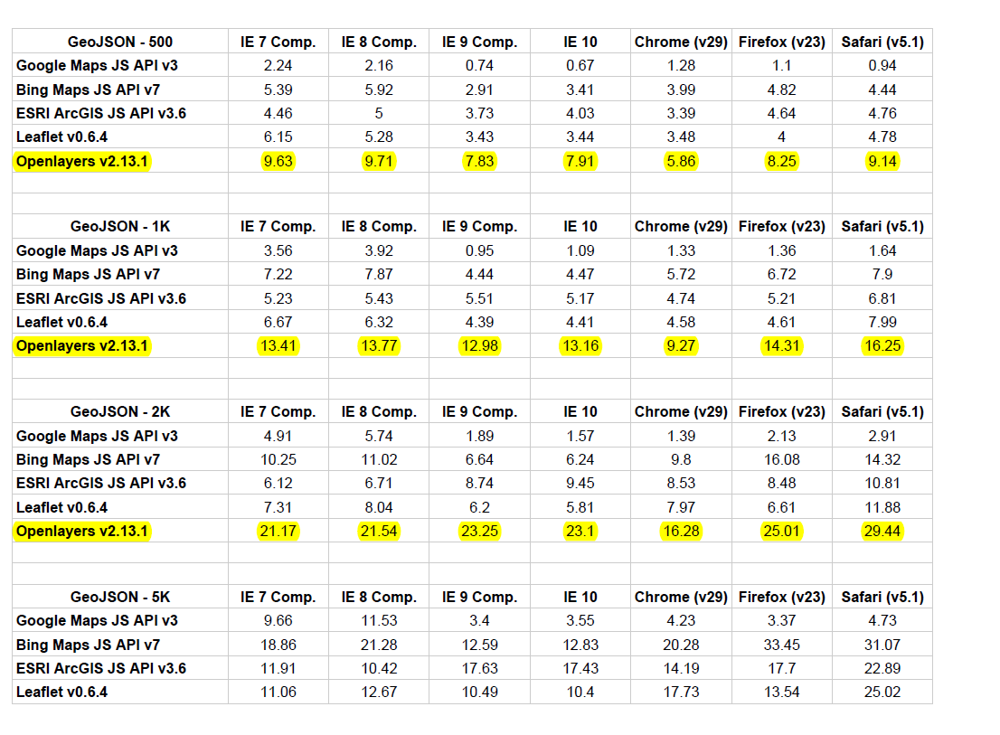 GeoJSON - 500 IE 7 Comp. IE 8 Comp. IE 9 Comp. IE 10 Chrome (v29) Firefox (v23) Safari (v5.1)
Google Maps JS API v3 2.24 2.16 0.74 0.67 1.28 1.1 0.94
Bing Maps JS API v7 5.39 5.92 2.91 3.41 3.99 4.82 4.44
ESRI ArcGIS JS API v3.6 4.46 5 3.73 4.03 3.39 4.64 4.76
Leaflet v0.6.4 6.15 5.28 3.43 3.44 3.48 4 4.78
Openlayers v2.13.1 9.63 9.71 7.83 7.91 5.86 8.25 9.14
GeoJSON - 1K IE 7 Comp. IE 8 Comp. IE 9 Comp. IE 10 Chrome (v29) Firefox (v23) Safari (v5.1)
Google Maps JS API v3 3.56 3.92 0.95 1.09 1.33 1.36 1.64
Bing Maps JS API v7 7.22 7.87 4.44 4.47 5.72 6.72 7.9
ESRI ArcGIS JS API v3.6 5.23 5.43 5.51 5.17 4.74 5.21 6.81
Leaflet v0.6.4 6.67 6.32 4.39 4.41 4.58 4.61 7.99
Openlayers v2.13.1 13.41 13.77 12.98 13.16 9.27 14.31 16.25
GeoJSON - 2K IE 7 Comp. IE 8 Comp. IE 9 Comp. IE 10 Chrome (v29) Firefox (v23) Safari (v5.1)
Google Maps JS API v3 4.91 5.74 1.89 1.57 1.39 2.13 2.91
Bing Maps JS API v7 10.25 11.02 6.64 6.24 9.8 16.08 14.32
ESRI ArcGIS JS API v3.6 6.12 6.71 8.74 9.45 8.53 8.48 10.81
Leaflet v0.6.4 7.31 8.04 6.2 5.81 7.97 6.61 11.88
Openlayers v2.13.1 21.17 21.54 23.25 23.1 16.28 25.01 29.44
GeoJSON - 5K IE 7 Comp. IE 8 Comp. IE 9 Comp. IE 10 Chrome (v29) Firefox (v23) Safari (v5.1)
Google Maps JS API v3 9.66 11.53 3.4 3.55 4.23 3.37 4.73
Bing Maps JS API v7 18.86 21.28 12.59 12.83 20.28 33.45 31.07
ESRI ArcGIS JS API v3.6 11.91 10.42 17.63 17.43 14.19 17.7 22.89
Leaflet v0.6.4 11.06 12.67 10.49 10.4 17.73 13.54 25.02